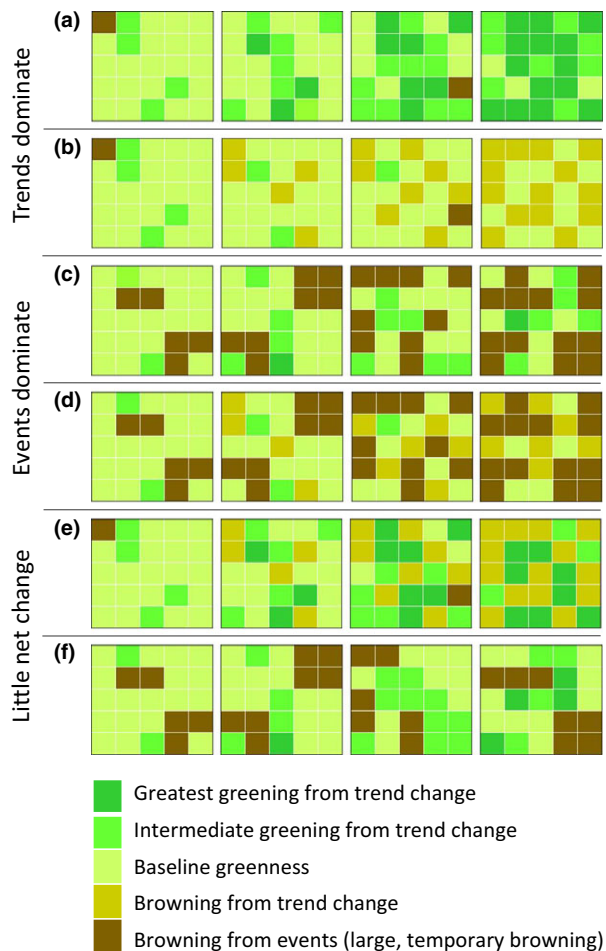 (a)
(b)
Trends dominate
(c)
(d)
Events dominate
(e)
(f)
Little net change
Greatest greening from trend change
Intermediate greening from trend change
Baseline greenness
Browning from trend change
Browning from events (large, temporary browning)